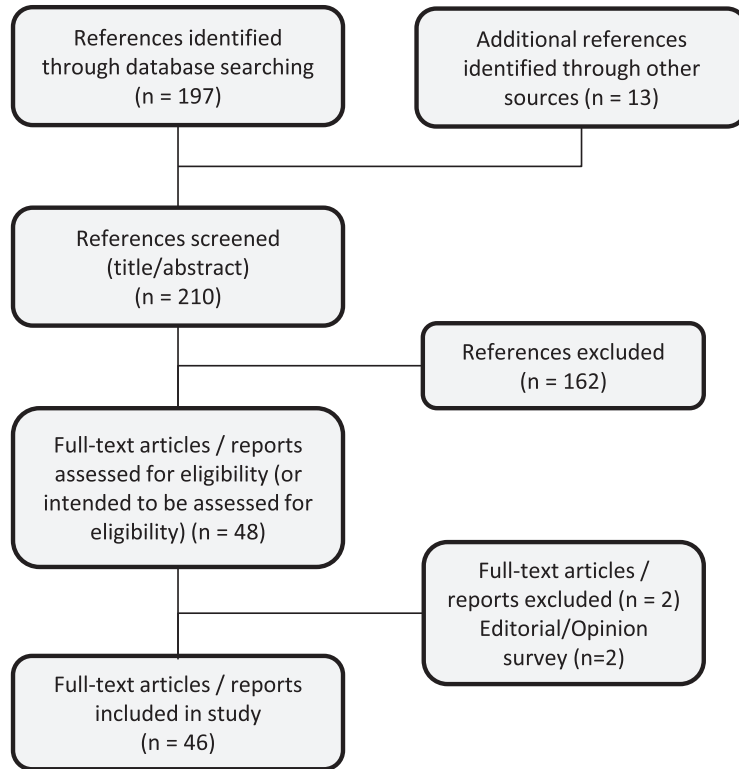 References identified
through database searching
(n = 197)
Additional references
identified through other
sources (n = 13)
References screened
(title/abstract)
(n = 210)
References excluded
(n = 162)
Full-text articles / reports
assessed for eligibility (or
intended to be assessed for
eligibility) (n = 48)
Full-text articles /
reports excluded (n = 2)
Editorial/Opinion
survey (n=2)
Full-text articles / reports
included in study
(n = 46)